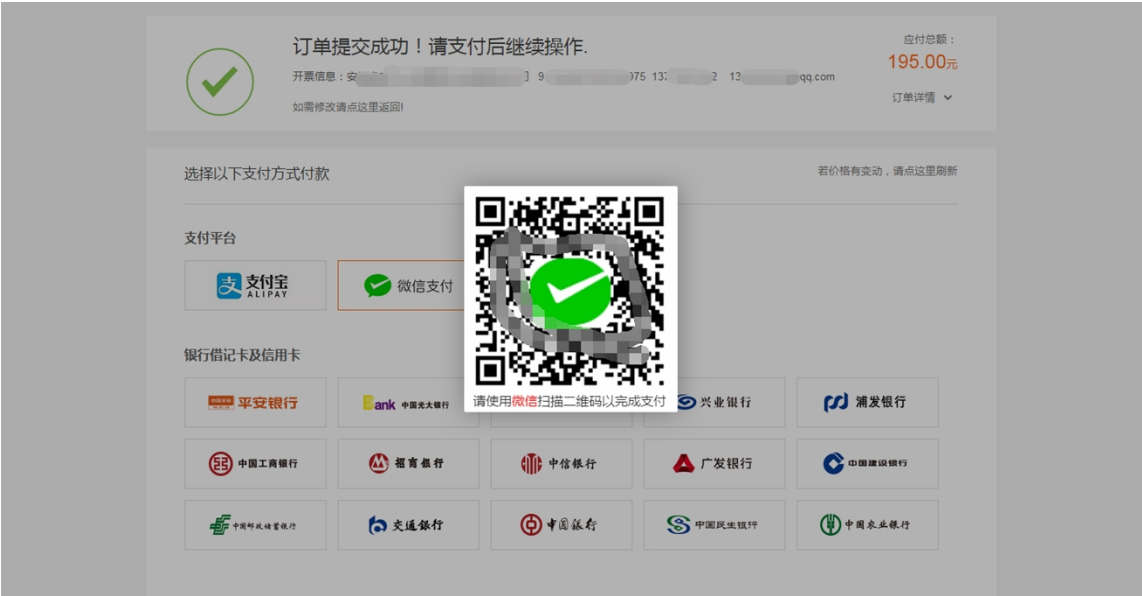 订单提交成功！请支付后继续操作.
应付总额：
195.00元
开票信息：安 9 975 137 2 13 qq.com
如需修改请点这里返回!
订单详情
选择以下支付方式付款
若价格有变动，请点这里刷新
支付平台
支付宝
ALIPAY
微信支付
银行借记卡及信用卡
请使用微信扫描二维码以完成支付
平安银行
Bank 中国光大银行
兴业银行
浦发银行
中国工商银行
招商银行
中信银行
广发银行
中国建设银行
中国邮政储蓄银行
交通银行
中国银行
中国民生银行
中国农业银行